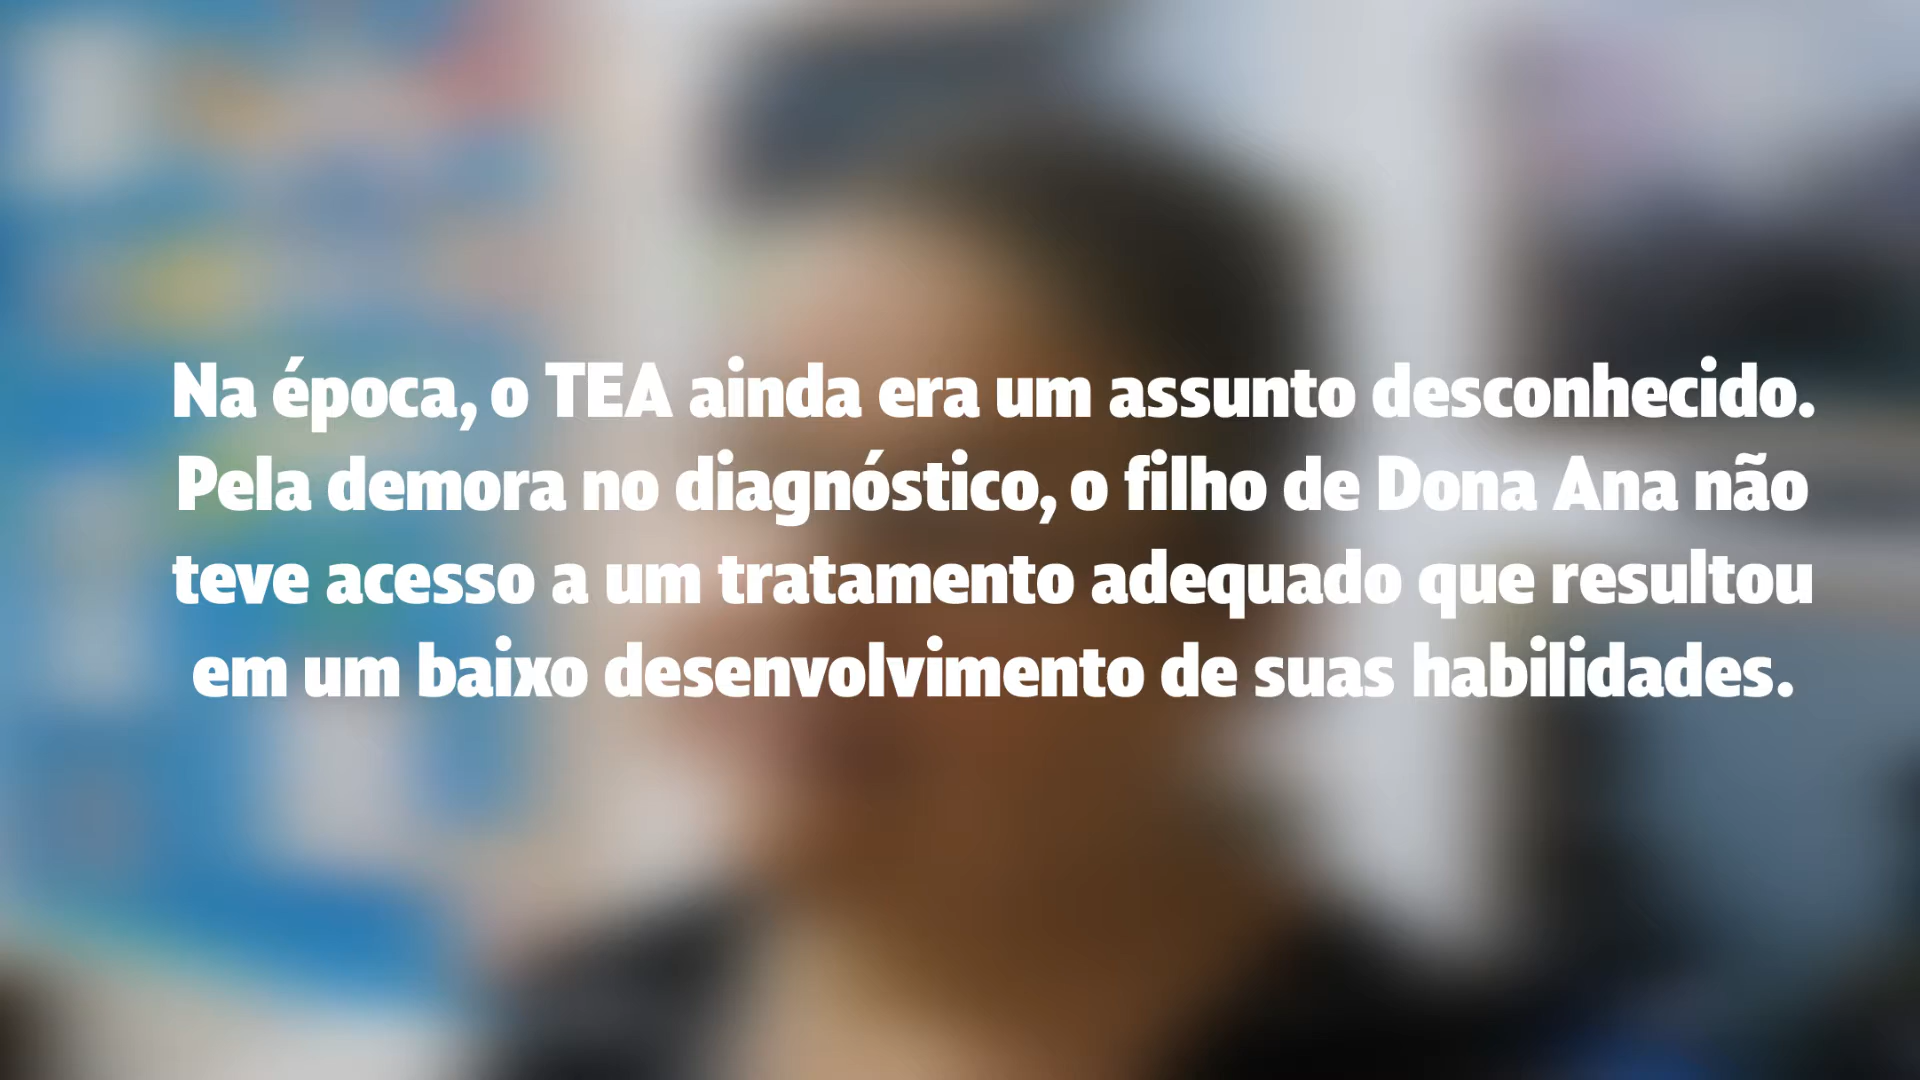 Na época, o TEA ainda era um assunto desconhecido.
Pela demora no diagnóstico, o filho de Dona Ana não
teve acesso a um tratamento adequado que resultou
em um baixo desenvolvimento de suas habilidades.